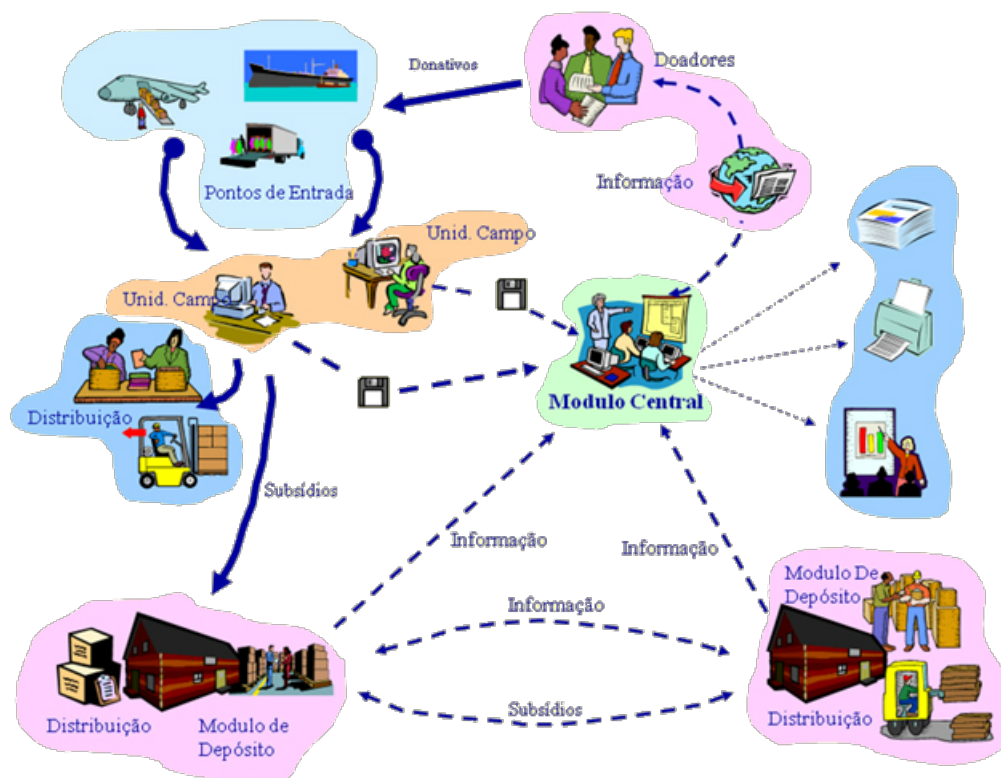 Donativos
Doadores
Pontos de Entrada
Informação
Unid. Campo
Unid. Campo
Modulo Central
Distribuição
Subsídios
Informação
Informação
Informação
Modulo De
Depósito
Subsídios
Distribuição
Distribuição
Modulo de
Depósito